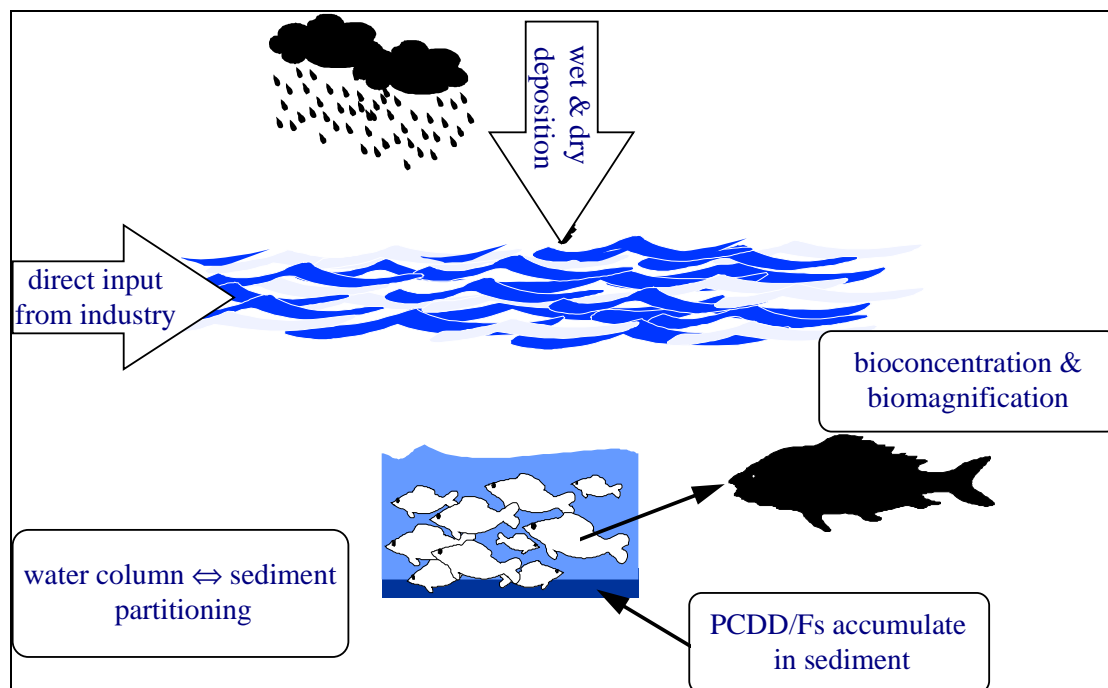 wet & dry
deposition
direct input
from industry
bioconcentration &
biomagnification
water column ⇔ sediment
partitioning
PCDD/Fs accumulate
in sediment